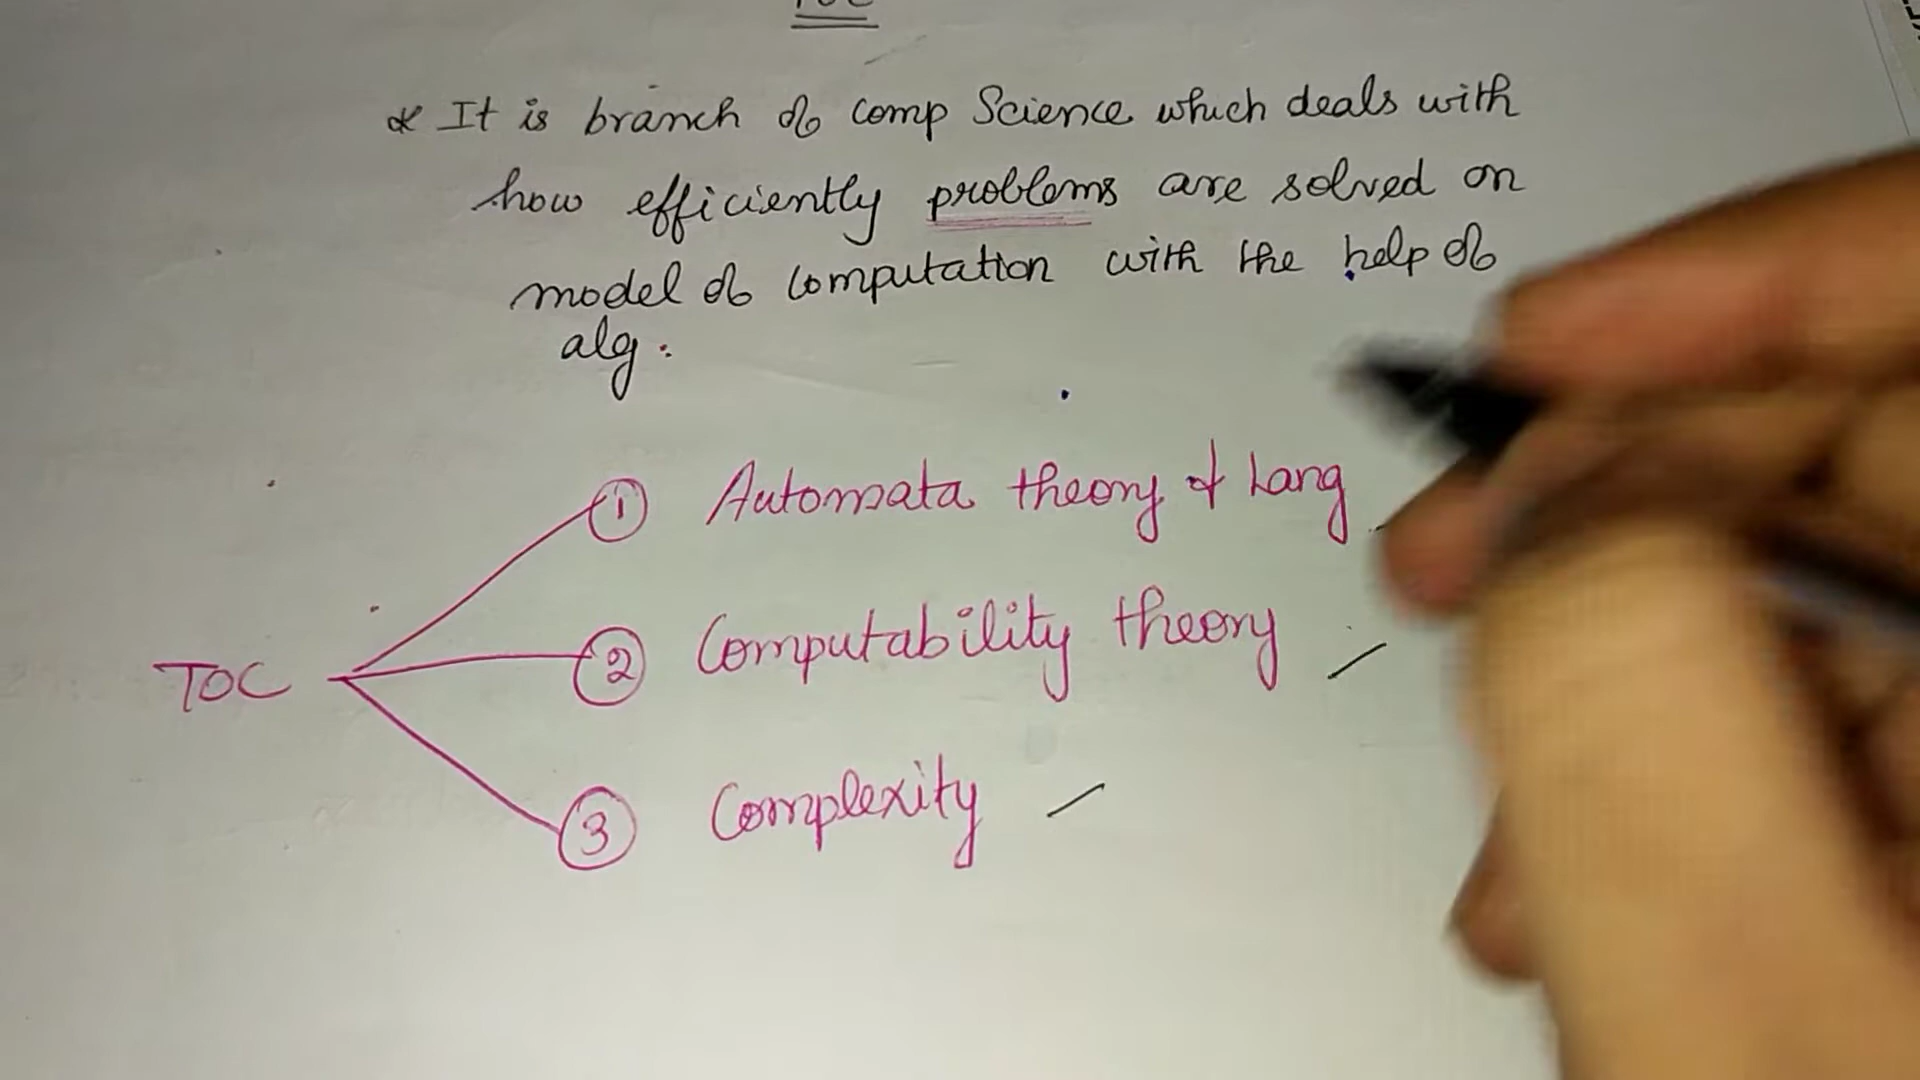 * It is branch of comp Science which deals with
how efficiently problems are solved on
model of computation with the help of
alg.
TOC
① Automata theory & Lang
② Computability theory
③ Complexity